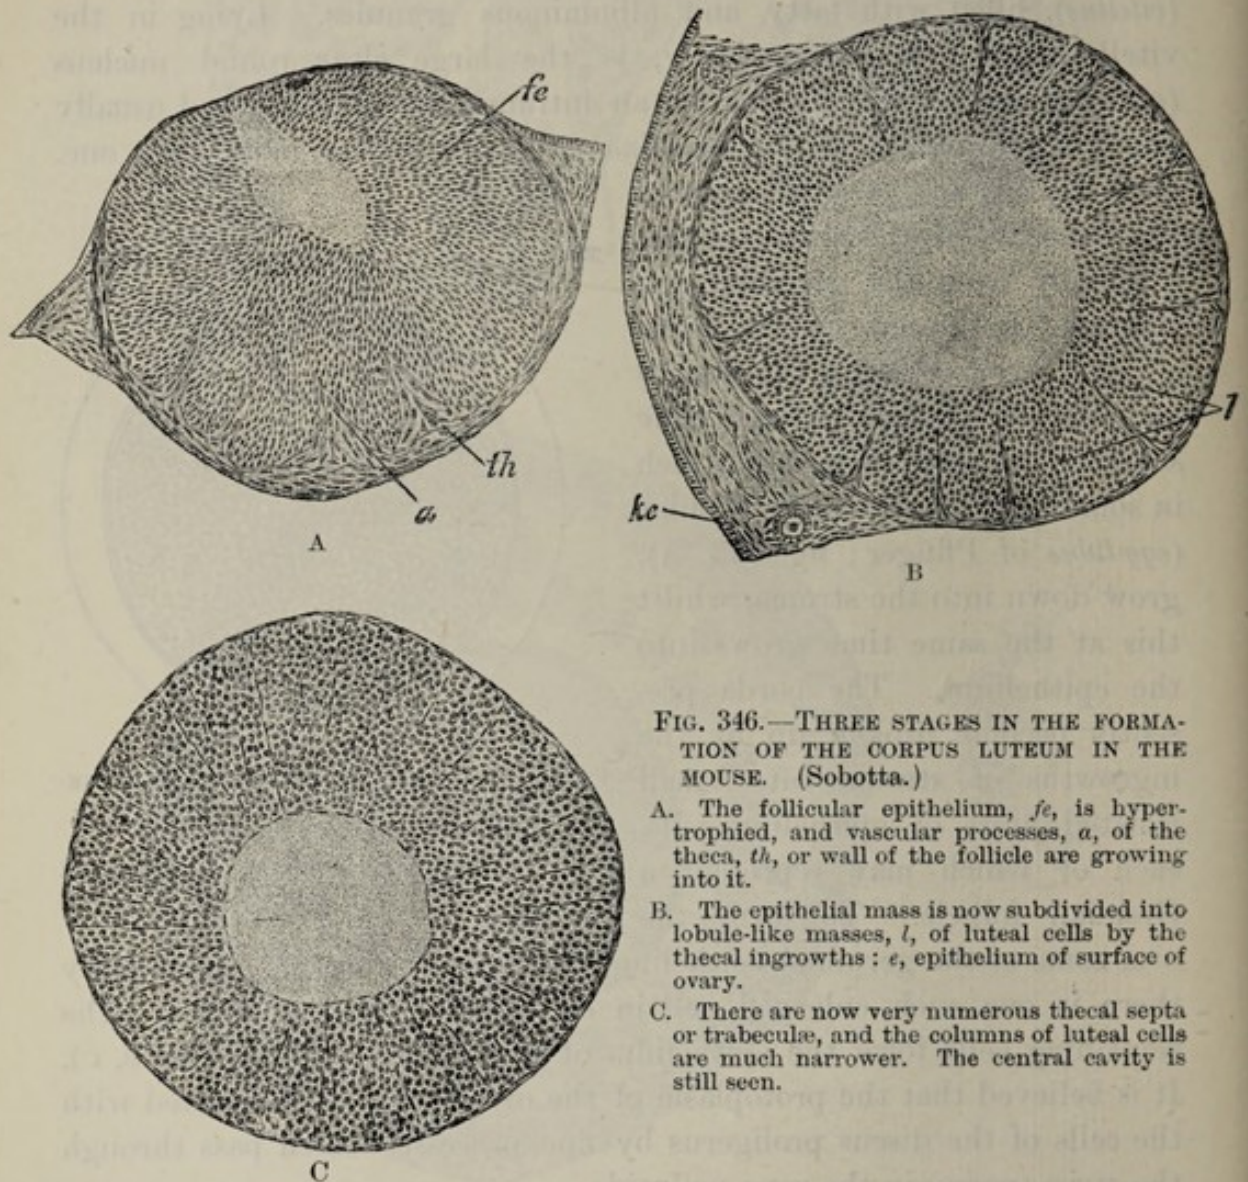 fe
th
a
A
l
ke
B
C
FIG. 346.—THREE STAGES IN THE FORMA-
TION OF THE CORPUS LUTEUM IN THE
MOUSE. (Sobotta.)
A. The follicular epithelium, fe, is hyper-
trophied, and vascular processes, a, of the
theca, th, or wall of the follicle are growing
into it.
B. The epithelial mass is now subdivided into
lobule-like masses, l, of luteal cells by the
thecal ingrowths : e, epithelium of surface of
ovary.
C. There are now very numerous thecal septa
or trabeculæ, and the columns of luteal cells
are much narrower. The central cavity is
still seen.